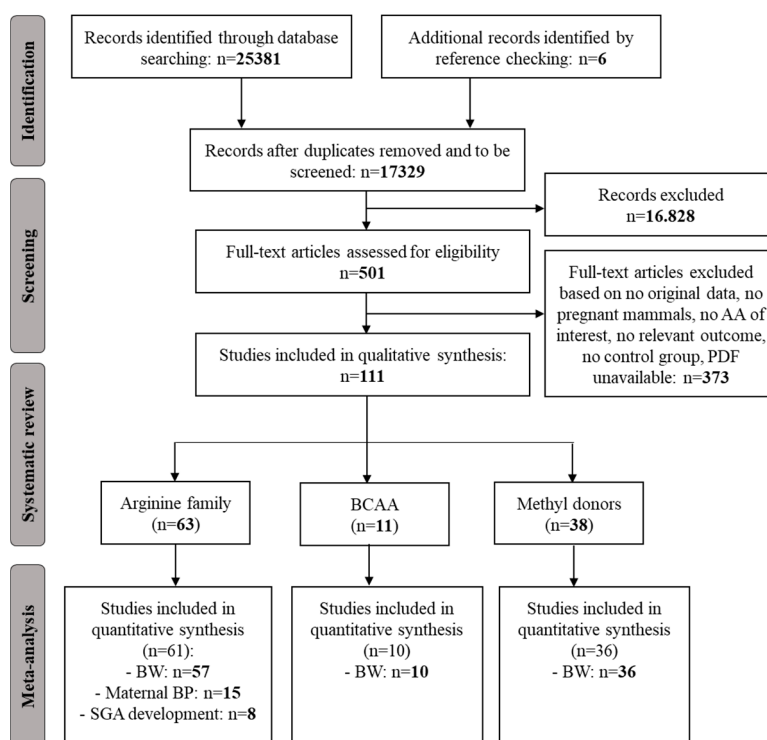 Identification
Records identified through database
searching: n=25381
Additional records identified by
reference checking: n=6
Records after duplicates removed and to be
screened: n=17329
Screening
Records excluded
n=16.828
Full-text articles assessed for eligibility
n=501
Full-text articles excluded
based on no original data, no
pregnant mammals, no AA of
interest, no relevant outcome,
no control group, PDF
unavailable: n=373
Studies included in qualitative synthesis:
n=111
Systematic review
Arginine family
(n=63)
BCAA
(n=11)
Methyl donors
(n=38)
Meta-analysis
Studies included in
quantitative synthesis
(n=61):
- BW: n=57
- Maternal BP: n=15
- SGA development: n=8
Studies included in
quantitative synthesis
(n=10)
- BW: n=10
Studies included in
quantitative synthesis
(n=36)
- BW: n=36